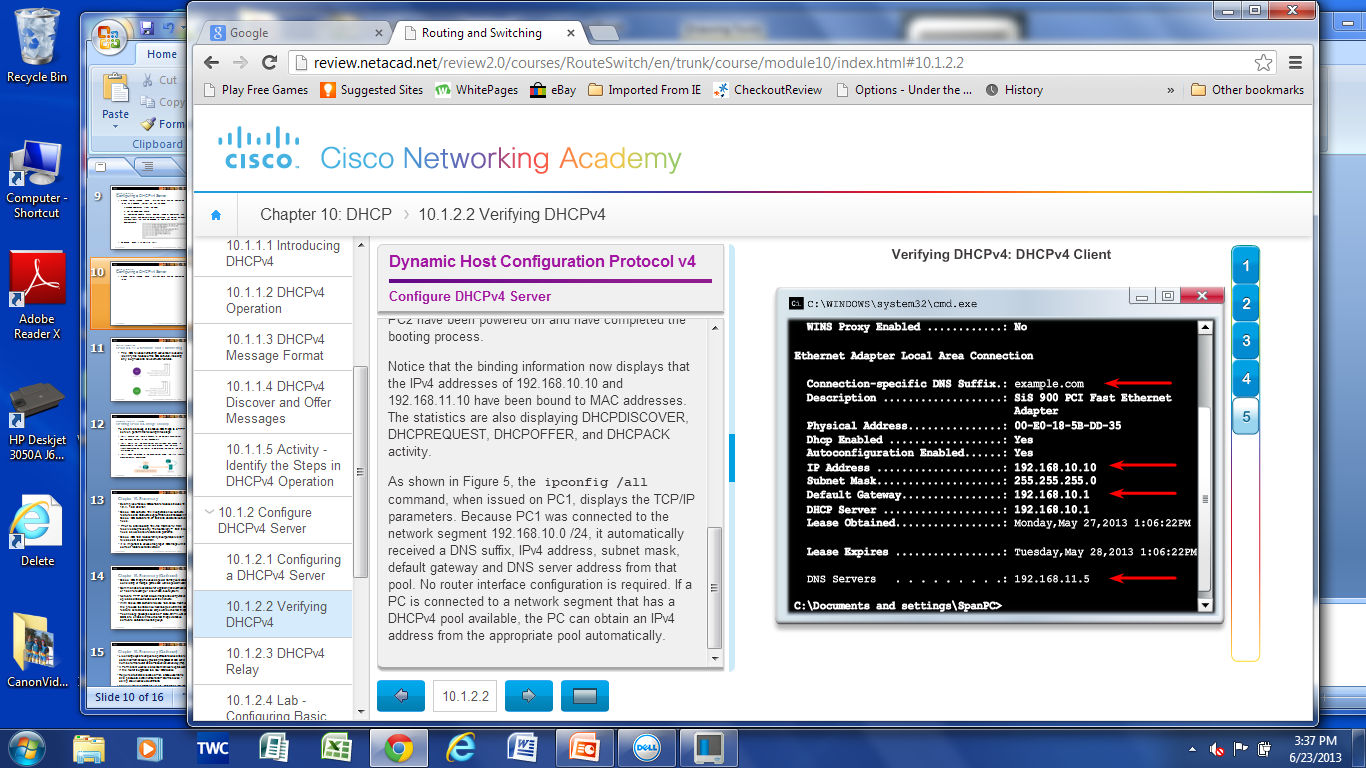 Recycle Bin
Computer - Shortcut
Adobe Reader X
HP Deskjet 3050A J6...
Delete
CanonVid...
Home
Paste
Cut
Copy
Form
Clipboard
9
10
11
12
13
14
15
Slide 10 of 16
Google
Routing and Switching
review.netacad.net/review2.0/courses/RouteSwitch/en/trunk/course/module10/index.html#10.1.2.2
Play Free Games
Suggested Sites
WhitePages
eBay
Imported From IE
CheckoutReview
Options - Under the ...
History
»
Other bookmarks
CISCO
Cisco Networking Academy
Chapter 10: DHCP
10.1.2.2 Verifying DHCPv4
10.1.1.1 Introducing DHCPv4
10.1.1.2 DHCPv4 Operation
10.1.1.3 DHCPv4 Message Format
10.1.1.4 DHCPv4 Discover and Offer Messages
10.1.1.5 Activity - Identify the Steps in DHCPv4 Operation
10.1.2 Configure DHCPv4 Server
10.1.2.1 Configuring a DHCPv4 Server
10.1.2.2 Verifying DHCPv4
10.1.2.3 DHCPv4 Relay
10.1.2.4 Lab - Configuring Basic
Dynamic Host Configuration Protocol v4
Configure DHCPv4 Server
PC2 have been powered on and have completed the
booting process.
Notice that the binding information now displays that
the IPv4 addresses of 192.168.10.10 and
192.168.11.10 have been bound to MAC addresses.
The statistics are also displaying DHCPDISCOVER,
DHCPREQUEST, DHCPOFFER, and DHCPACK
activity.
As shown in Figure 5, the ipconfig /all
command, when issued on PC1, displays the TCP/IP
parameters. Because PC1 was connected to the
network segment 192.168.10.0/24, it automatically
received a DNS suffix, IPv4 address, subnet mask,
default gateway and DNS server address from that
pool. No router interface configuration is required. If a
PC is connected to a network segment that has a
DHCPv4 pool available, the PC can obtain an IPv4
address from the appropriate pool automatically.
10.1.2.2
Verifying DHCPv4: DHCPv4 Client
C:\WINDOWS\system32\cmd.exe
WINS Proxy Enabled ............: No
Ethernet Adapter Local Area Connection
Connection-specific DNS Suffix.: example.com
Description ...................: SiS 900 PCI Fast Ethernet
Adapter
Physical Address...............: 00-E0-18-5B-DD-35
Dhcp Enabled ..................: Yes
Autoconfiguration Enabled......: Yes
IP Address ....................: 192.168.10.10
Subnet Mask....................: 255.255.255.0
Default Gateway................: 192.168.10.1
DHCP Server ...................: 192.168.10.1
Lease Obtained.................: Monday,May 27,2013 1:06:22PM
Lease Expires .................: Tuesday,May 28,2013 1:06:22PM
DNS Servers . . . . . . . . . .: 192.168.11.5
C:\Documents and settings\SpanPC>
1
2
3
4
5
TWC
DELL
3:37 PM
6/23/2013